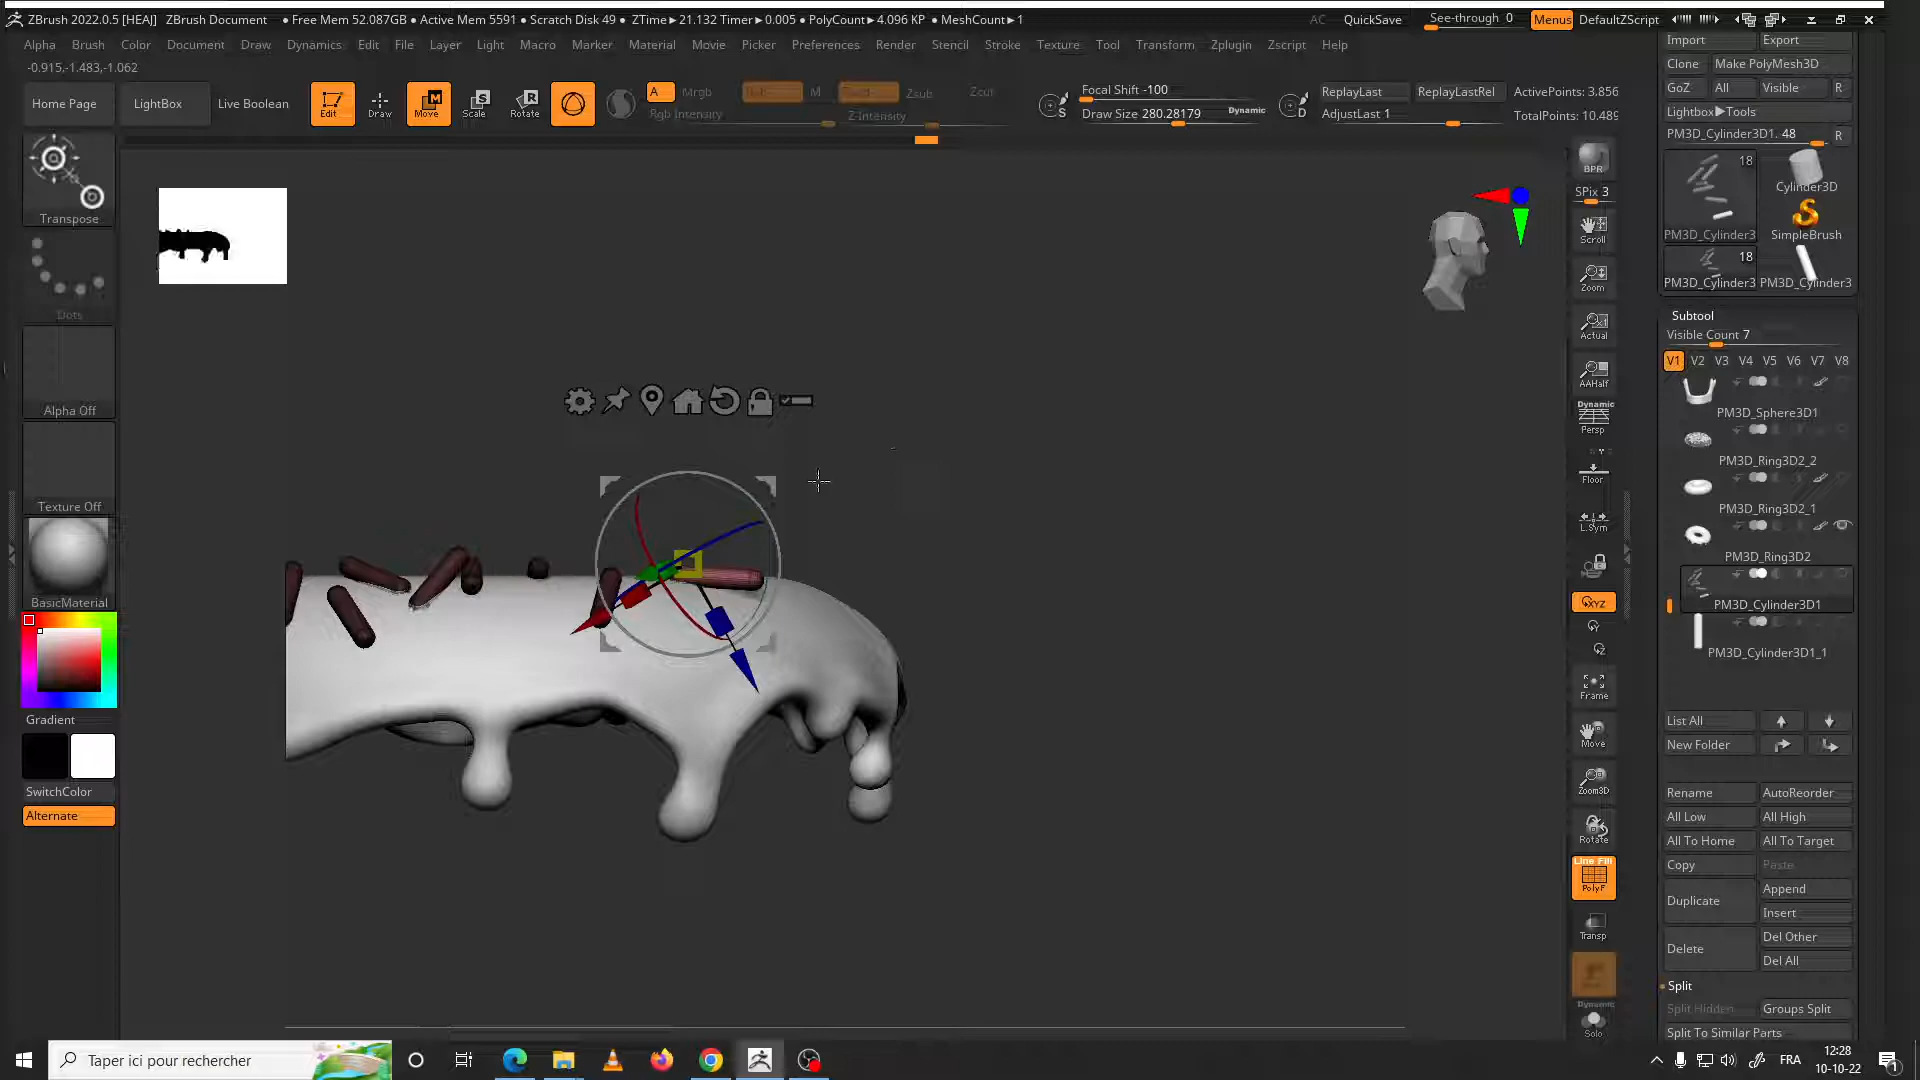 ZBrush 2022.0.5 [HEAJ] ZBrush Document • Free Mem 52.087GB • Active Mem 5591 • Scratch Disk 49 • ZTime▸21.132 Timer▸0.005 • PolyCount▸4.096 KP • MeshCount▸1 AC QuickSave See-through 0 Menus DefaultZScript
Alpha Brush Color Document Draw Dynamics Edit File Layer Light Macro Marker Material Movie Picker Preferences Render Stencil Stroke Texture Tool Transform Zplugin Zscript Help
-0.915,-1.483,-1.062
Home Page LightBox Live Boolean
Edit Draw Move Scale Rotate
A Mrgb M Zsub Zcut
Rgb Intensity Z-Intensity
Focal Shift -100
Draw Size 280.28179 Dynamic
S D
ReplayLast ReplayLastRel
AdjustLast 1
ActivePoints: 3.856
TotalPoints: 10.489
Transpose
Dots
Alpha Off
Texture Off
BasicMaterial
Gradient
SwitchColor
Alternate
BPR
SPix 3
Scroll
Zoom
Actual
AAHalf
Dynamic
Persp
Floor
L.Sym
XYZ
Frame
Move
Zoom3D
Rotate
Line Fill
PolyF
Transp
Dynamic
Solo
Import Export
Clone Make PolyMesh3D
GoZ All Visible R
Lightbox▸Tools
PM3D_Cylinder3D1. 48 R
18
Cylinder3D
PM3D_Cylinder3 SimpleBrush
18
PM3D_Cylinder3 PM3D_Cylinder3
Subtool
Visible Count 7
V1 V2 V3 V4 V5 V6 V7 V8
PM3D_Sphere3D1
PM3D_Ring3D2_2
PM3D_Ring3D2_1
PM3D_Ring3D2
PM3D_Cylinder3D1
PM3D_Cylinder3D1_1
List All
New Folder
Rename AutoReorder
All Low All High
All To Home All To Target
Copy Paste
Duplicate Append
Insert
Delete Del Other
Del All
Split
Split Hidden Groups Split
Split To Similar Parts
Taper ici pour rechercher
FRA
12:28
10-10-22
1